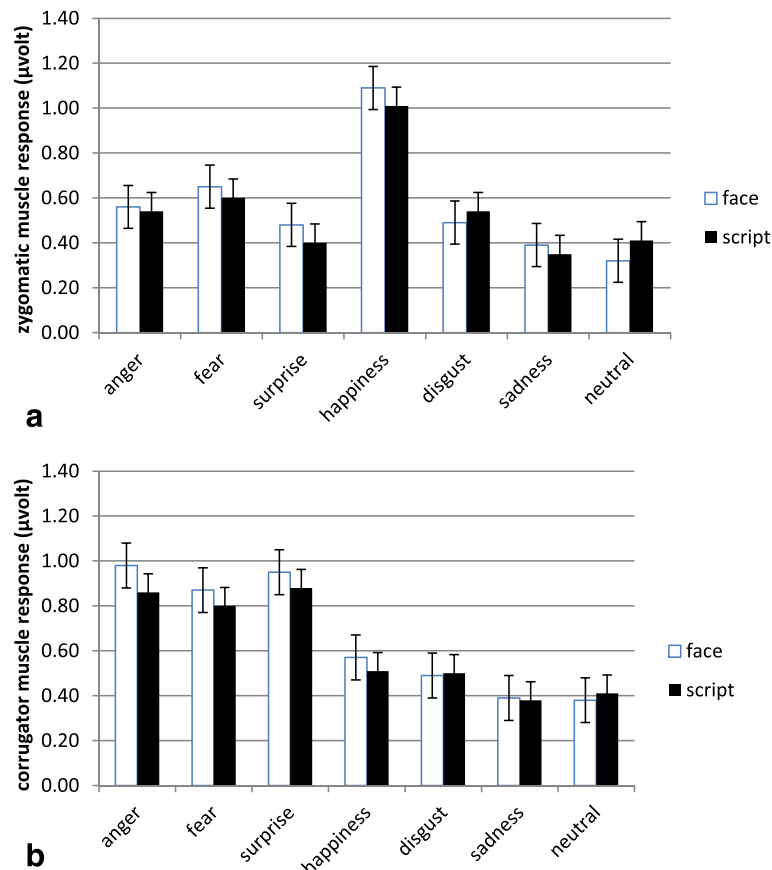 zygomatic muscle response (µvolt)
1.40
1.20
1.00
0.80
0.60
0.40
0.20
0.00
anger
fear
surprise
happiness
disgust
sadness
neutral
face
script
a
corrugator muscle response (µvolt)
1.40
1.20
1.00
0.80
0.60
0.40
0.20
0.00
anger
fear
surprise
happiness
disgust
sadness
neutral
face
script
b